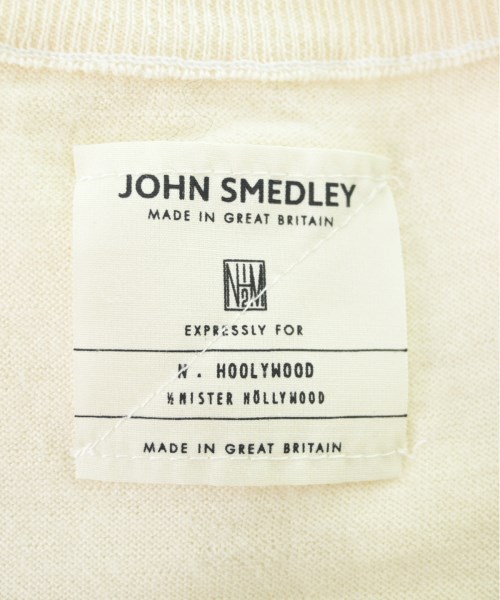 JOHN SMEDLEY
MADE IN GREAT BRITAIN
EXPRESSLY FOR
N . HOOLYWOOD
½ MISTER HÖLLYWOOD
MADE IN GREAT BRITAIN